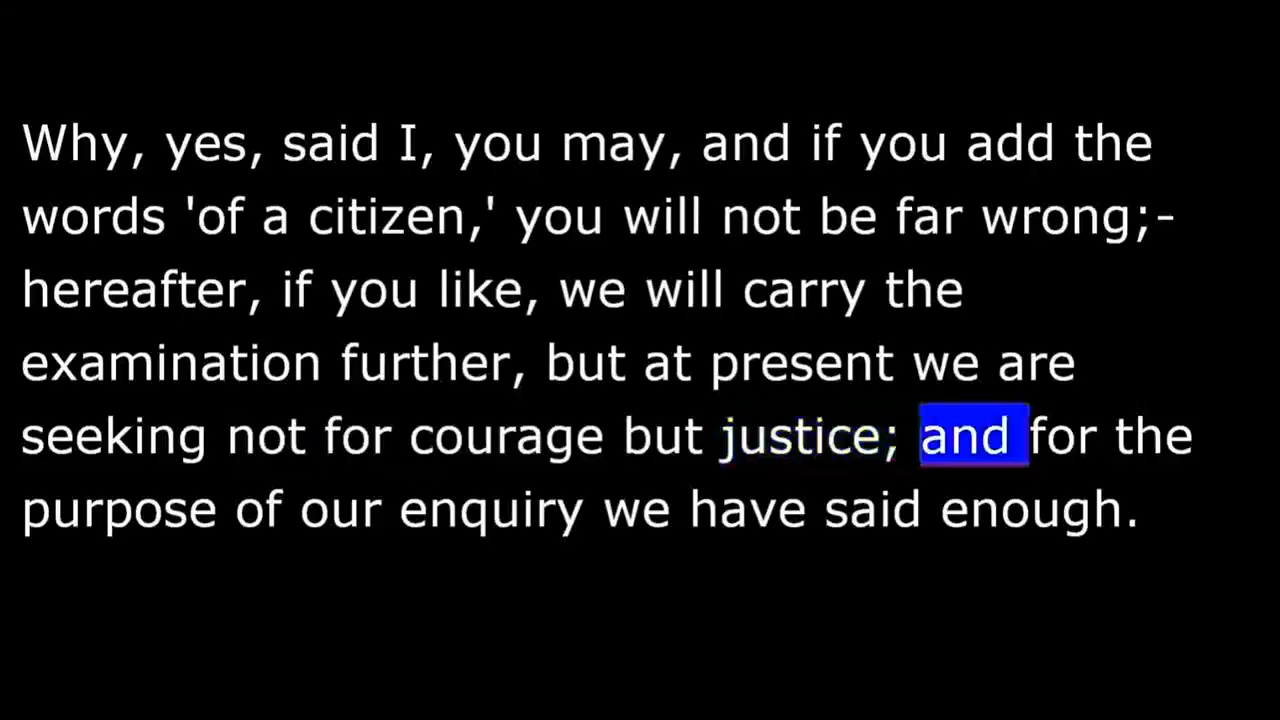 Why, yes, said I, you may, and if you add the
words 'of a citizen,' you will not be far wrong;-
hereafter, if you like, we will carry the
examination further, but at present we are
seeking not for courage but justice; and for the
purpose of our enquiry we have said enough.